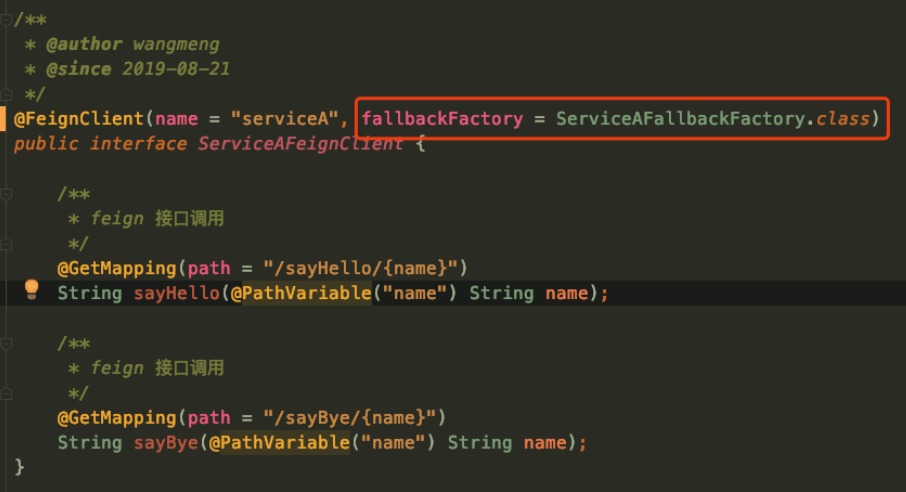 /**
 * @author wangmeng
 * @since 2019-08-21
 */
@FeignClient(name = "serviceA", fallbackFactory = ServiceAFallbackFactory.class)
public interface ServiceAFeignClient {
    /**
     * feign 接口调用
     */
    @GetMapping(path = "/sayHello/{name}")
    String sayHello(@PathVariable("name") String name);
    /**
     * feign 接口调用
     */
    @GetMapping(path = "/sayBye/{name}")
    String sayBye(@PathVariable("name") String name);
}